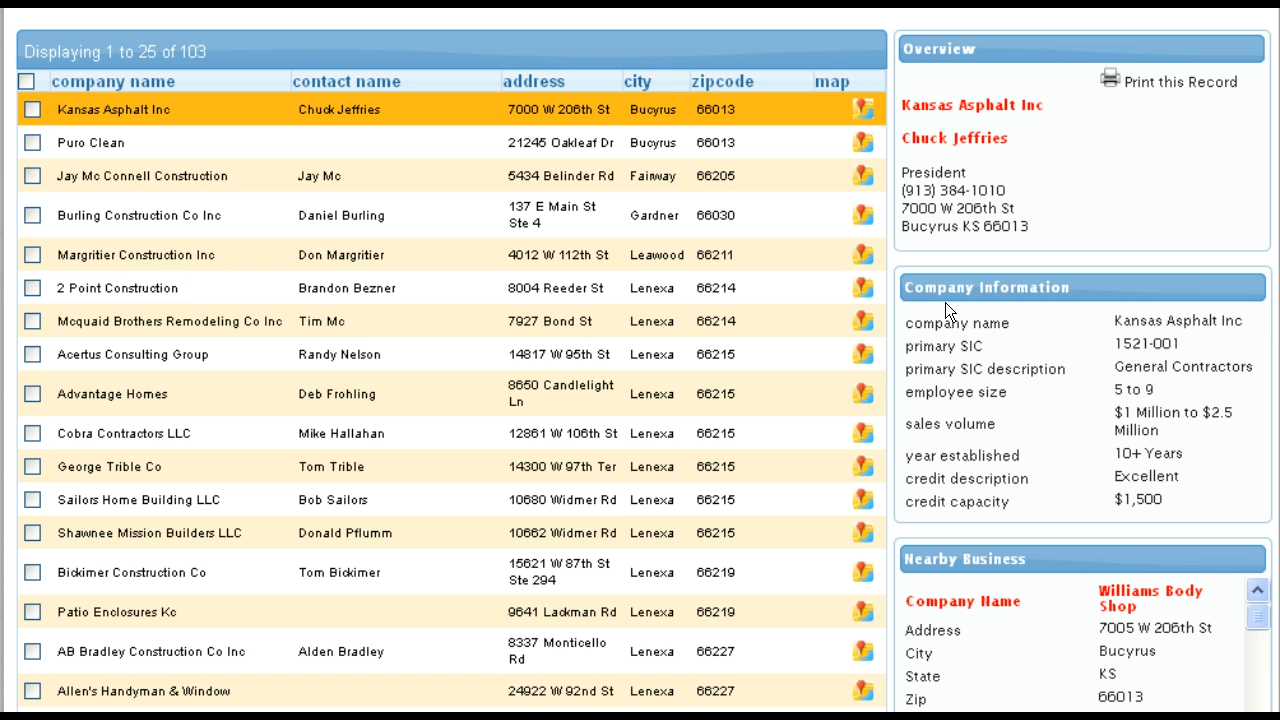 Displaying 1 to 25 of 103
company name contact name address city zipcode map
Kansas Asphalt Inc Chuck Jeffries 7000 W 206th St Bucyrus 66013
Puro Clean 21245 Oakleaf Dr Bucyrus 66013
Jay Mc Connell Construction Jay Mc 5434 Belinder Rd Fairway 66205
Burling Construction Co Inc Daniel Burling 137 E Main St Ste 4 Gardner 66030
Margritier Construction Inc Don Margritier 4012 W 112th St Leawood 66211
2 Point Construction Brandon Bezner 8004 Reeder St Lenexa 66214
Mcquaid Brothers Remodeling Co Inc Tim Mc 7927 Bond St Lenexa 66214
Acertus Consulting Group Randy Nelson 14817 W 95th St Lenexa 66215
Advantage Homes Deb Frohling 8650 Candlelight Ln Lenexa 66215
Cobra Contractors LLC Mike Hallahan 12861 W 106th St Lenexa 66215
George Trible Co Tom Trible 14300 W 97th Ter Lenexa 66215
Sailors Home Building LLC Bob Sailors 10680 Widmer Rd Lenexa 66215
Shawnee Mission Builders LLC Donald Pflumm 10662 Widmer Rd Lenexa 66215
Bickimer Construction Co Tom Bickimer 15621 W 87th St Ste 294 Lenexa 66219
Patio Enclosures Kc 9641 Lackman Rd Lenexa 66219
AB Bradley Construction Co Inc Alden Bradley 8337 Monticello Rd Lenexa 66227
Allen's Handyman & Window 24922 W 92nd St Lenexa 66227
Overview
Print this Record
Kansas Asphalt Inc
Chuck Jeffries
President
(913) 384-1010
7000 W 206th St
Bucyrus KS 66013
Company Information
company name Kansas Asphalt Inc
primary SIC 1521-001
primary SIC description General Contractors
employee size 5 to 9
sales volume $1 Million to $2.5 Million
year established 10+ Years
credit description Excellent
credit capacity $1,500
Nearby Business
Company Name Williams Body Shop
Address 7005 W 206th St
City Bucyrus
State KS
Zip 66013